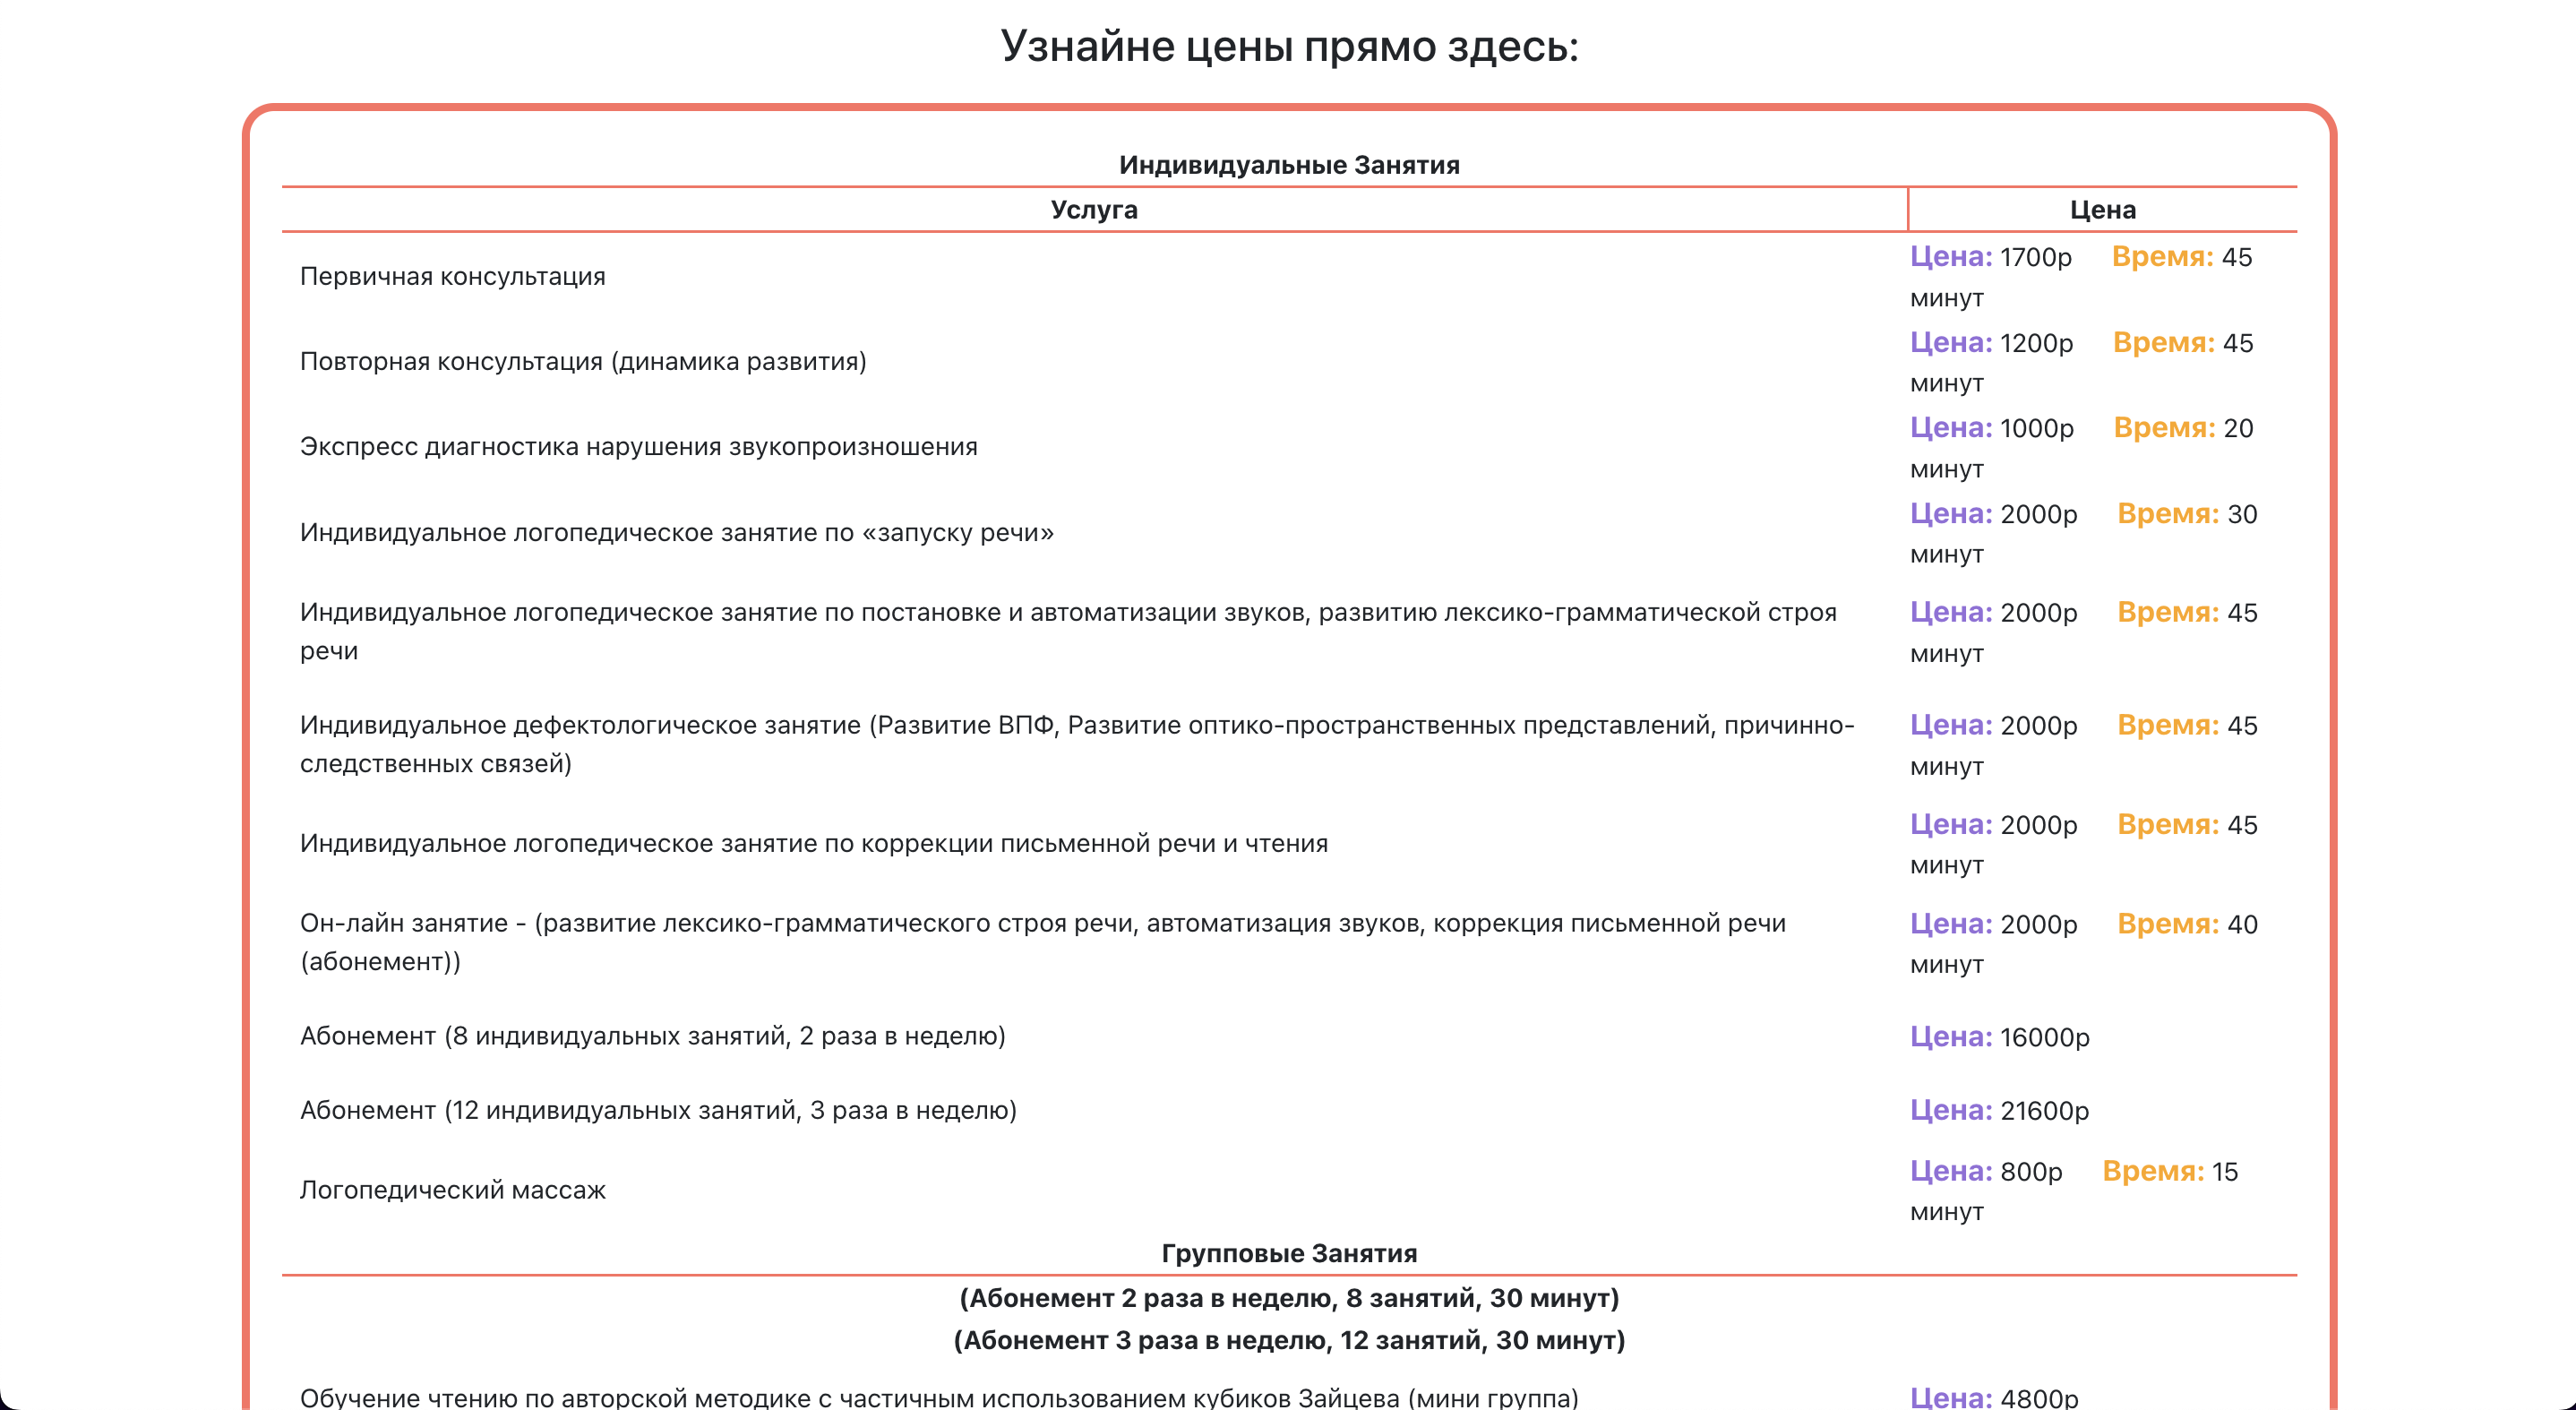 Узнайне цены прямо здесь:
Индивидуальные Занятия
Услуга Цена
Первичная консультация
Цена: 1700р Время: 45
минут
Повторная консультация (динамика развития)
Цена: 1200р Время: 45
минут
Экспресс диагностика нарушения звукопроизношения
Цена: 1000р Время: 20
минут
Индивидуальное логопедическое занятие по «запуску речи»
Цена: 2000р Время: 30
минут
Индивидуальное логопедическое занятие по постановке и автоматизации звуков, развитию лексико-грамматической строя
речи
Цена: 2000р Время: 45
минут
Индивидуальное дефектологическое занятие (Развитие ВПФ, Развитие оптико-пространственных представлений, причинно-
следственных связей)
Цена: 2000р Время: 45
минут
Индивидуальное логопедическое занятие по коррекции письменной речи и чтения
Цена: 2000р Время: 45
минут
Он-лайн занятие - (развитие лексико-грамматического строя речи, автоматизация звуков, коррекция письменной речи
(абонемент))
Цена: 2000р Время: 40
минут
Абонемент (8 индивидуальных занятий, 2 раза в неделю)
Цена: 16000р
Абонемент (12 индивидуальных занятий, 3 раза в неделю)
Цена: 21600р
Логопедический массаж
Цена: 800р Время: 15
минут
Групповые Занятия
(Абонемент 2 раза в неделю, 8 занятий, 30 минут)
(Абонемент 3 раза в неделю, 12 занятий, 30 минут)
Обучение чтению по авторской методике с частичным использованием кубиков Зайцева (мини группа)
Цена: 4800р